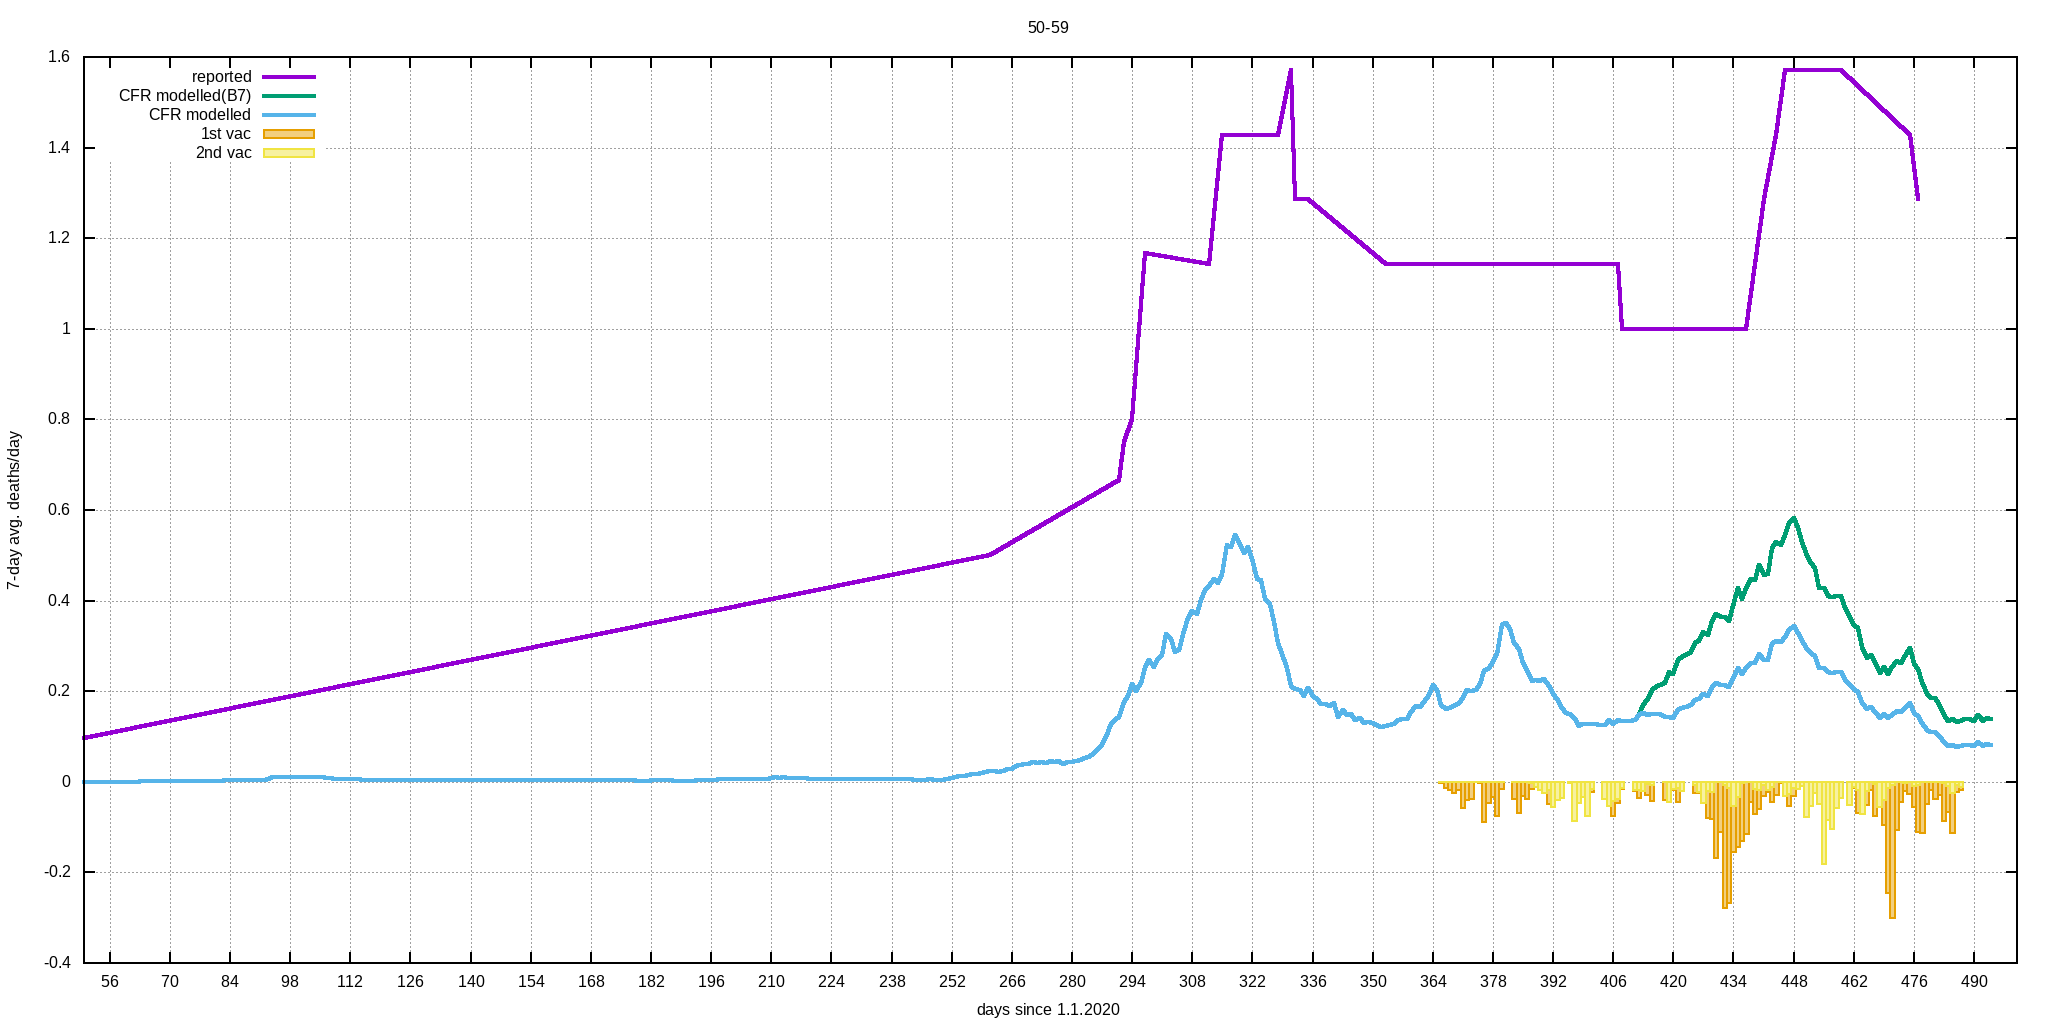 50-59
1.6
1.4
1.2
1
0.8
0.6
0.4
0.2
0
-0.2
-0.4
7-day avg. deaths/day
reported
CFR modelled(B7)
CFR modelled
1st vac
2nd vac
56 70 84 98 112 126 140 154 168 182 196 210 224 238 252 266 280 294 308 322 336 350 364 378 392 406 420 434 448 462 476 490
days since 1.1.2020